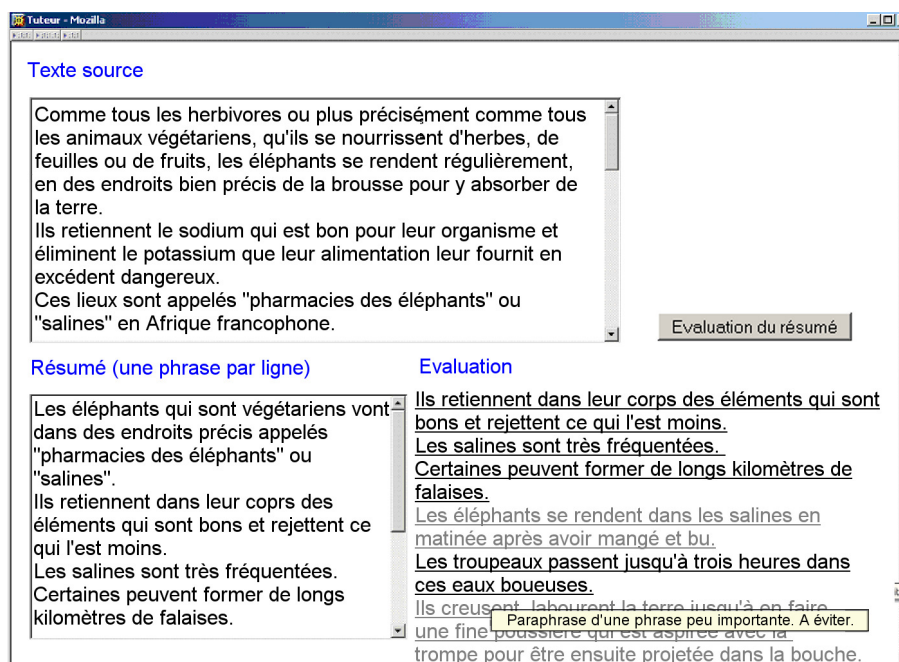 Tuteur - Mozilla
Texte source
Comme tous les herbivores ou plus précisément comme tous
les animaux végétariens, qu'ils se nourrissent d'herbes, de
feuilles ou de fruits, les éléphants se rendent régulièrement,
en des endroits bien précis de la brousse pour y absorber de
la terre.
Ils retiennent le sodium qui est bon pour leur organisme et
éliminent le potassium que leur alimentation leur fournit en
excédent dangereux.
Ces lieux sont appelés "pharmacies des éléphants" ou
"salines" en Afrique francophone.
Evaluation du résumé
Résumé (une phrase par ligne)
Les éléphants qui sont végétariens vont
dans des endroits précis appelés
"pharmacies des éléphants" ou
"salines".
Ils retiennent dans leur coprs des
éléments qui sont bons et rejettent ce
qui l'est moins.
Les salines sont très fréquentées.
Certaines peuvent former de longs
kilomètres de falaises.
Evaluation
Ils retiennent dans leur corps des éléments qui sont
bons et rejettent ce qui l'est moins.
Les salines sont très fréquentées.
Certaines peuvent former de longs kilomètres de
falaises.
Les éléphants se rendent dans les salines en
matinée après avoir mangé et bu.
Les troupeaux passent jusqu'à trois heures dans
ces eaux boueuses.
Ils creusent, labourent la terre jusqu'à en faire
Paraphrase d'une phrase peu importante. A éviter.
une fine poussière qui est aspirée avec la
trompe pour être ensuite projetée dans la bouche.